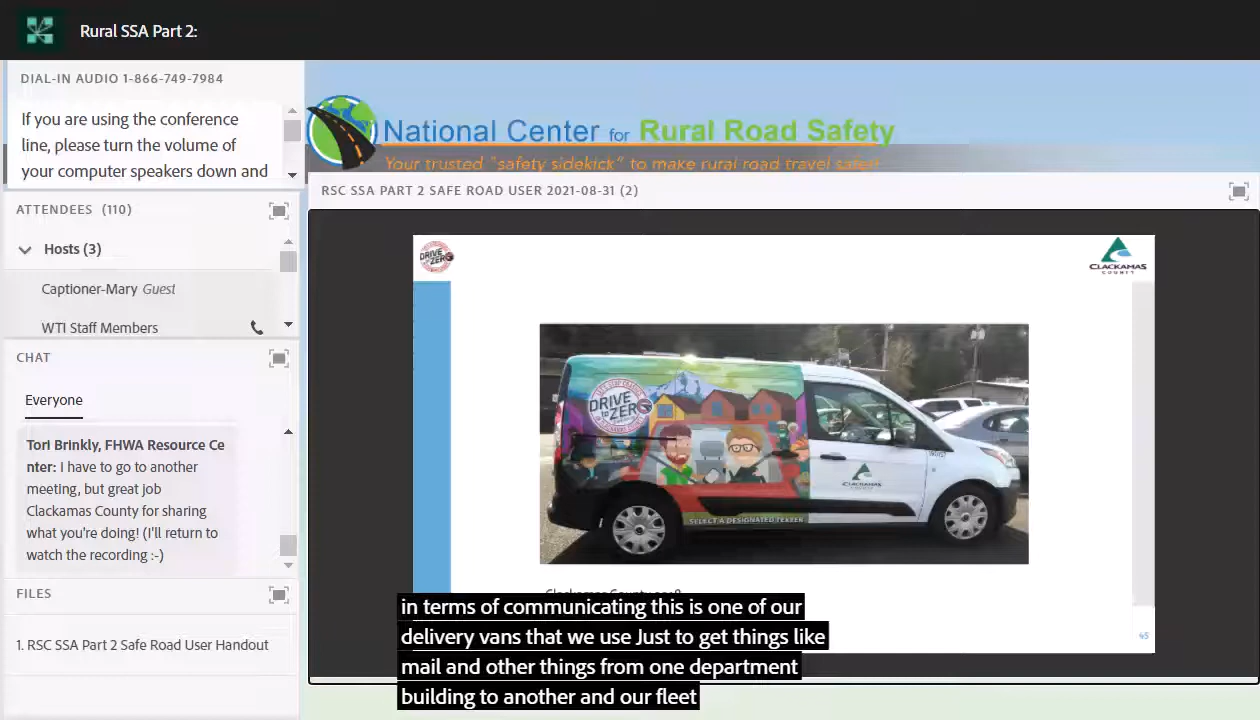 Rural SSA Part 2:
DIAL-IN AUDIO 1-866-749-7984
If you are using the conference
line, please turn the volume of
your computer speakers down and
ATTENDEES (110)
Hosts (3)
Captioner-Mary Guest
WTI Staff Members
CHAT
Everyone
Tori Brinkly, FHWA Resource Ce
nter: I have to go to another
meeting, but great job
Clackamas County for sharing
what you're doing! (I'll return to
watch the recording :-)
FILES
1. RSC SSA Part 2 Safe Road User Handout
National Center for Rural Road Safety
Your trusted "safety sidekick" to make rural road travel safer!
RSC SSA PART 2 SAFE ROAD USER 2021-08-31 (2)
DRIVE
to ZERO
CLACKAMAS
COUNTY
DRIVE
to ZERO
CLACKAMAS
COUNTY
SELECT A DESIGNATED TEXTER
45
in terms of communicating this is one of our
delivery vans that we use Just to get things like
mail and other things from one department
building to another and our fleet